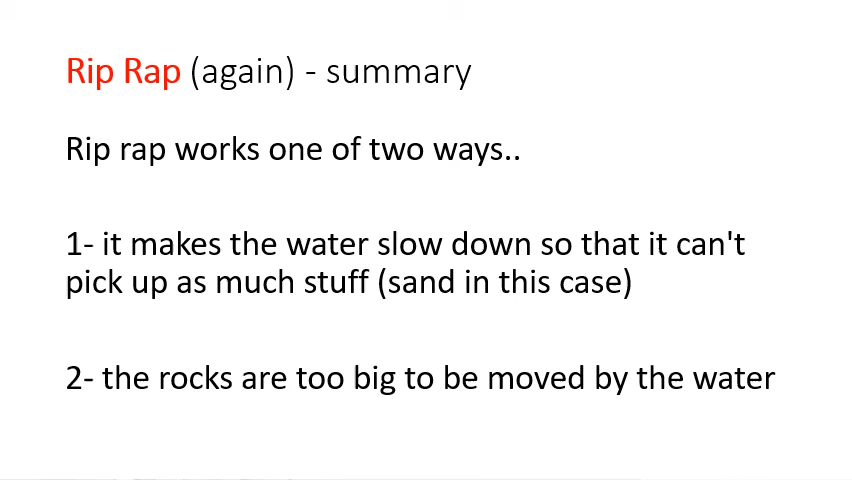 Rip Rap (again) - summary
Rip rap works one of two ways..
1- it makes the water slow down so that it can't
pick up as much stuff (sand in this case)
2- the rocks are too big to be moved by the water